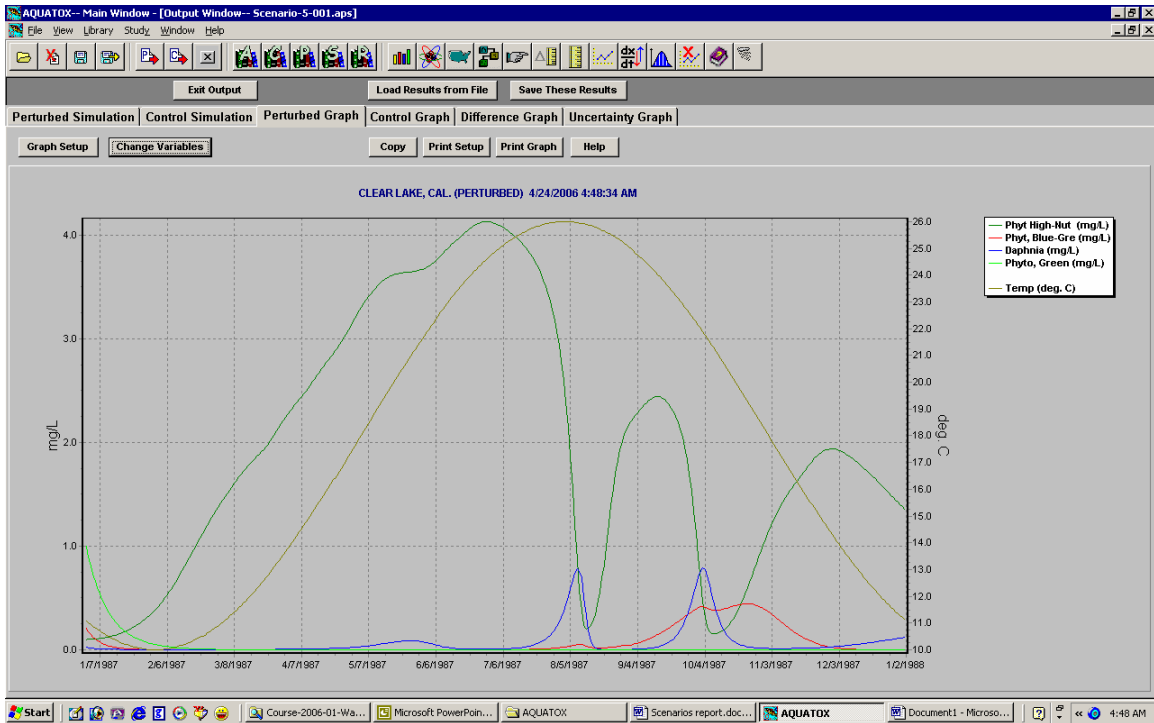 AQUATOX-- Main Window - [Output Window-- Scenario-5-001.aps]
File View Library Study Window Help
Exit Output Load Results from File Save These Results
Perturbed Simulation Control Simulation Perturbed Graph Control Graph Difference Graph Uncertainty Graph
Graph Setup Change Variables Copy Print Setup Print Graph Help
CLEAR LAKE, CAL. (PERTURBED) 4/24/2006 4:48:34 AM
Phyt High-Nut (mg/L)
Phyt, Blue-Gre (mg/L)
Daphnia (mg/L)
Phyto, Green (mg/L)
Temp (deg. C)
4.0
3.0
2.0
1.0
0.0
mg/L
26.0
25.0
24.0
23.0
22.0
21.0
20.0
19.0
18.0
17.0
16.0
15.0
14.0
13.0
12.0
11.0
10.0
deg. C
1/7/1987 2/6/1987 3/8/1987 4/7/1987 5/7/1987 6/6/1987 7/6/1987 8/5/1987 9/4/1987 10/4/1987 11/3/1987 12/3/1987 1/2/1988
Start Course-2006-01-Wa... Microsoft PowerPoin... AQUATOX Scenarios report.doc... AQUATOX Document1 - Microso... 4:48 AM